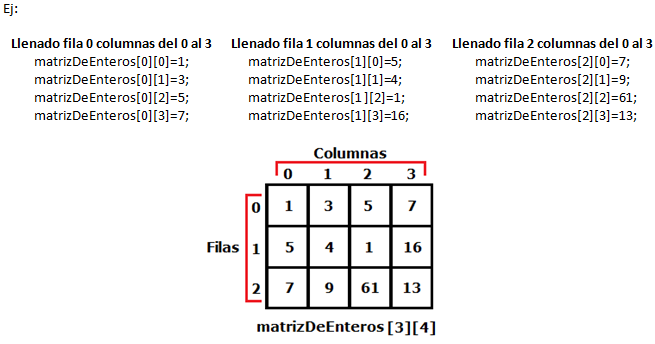 Ej:
Llenado fila 0 columnas del 0 al 3
matrizDeEnteros[0][0]=1;
matrizDeEnteros[0][1]=3;
matrizDeEnteros[0][2]=5;
matrizDeEnteros[0][3]=7;
Llenado fila 1 columnas del 0 al 3
matrizDeEnteros[1][0]=5;
matrizDeEnteros[1][1]=4;
matrizDeEnteros[1 ][2]=1;
matrizDeEnteros[1][3]=16;
Llenado fila 2 columnas del 0 al 3
matrizDeEnteros[2][0]=7;
matrizDeEnteros[2][1]=9;
matrizDeEnteros[2][2]=61;
matrizDeEnteros[2][3]=13;
Columnas
0 1 2 3
0 1 3 5 7
Filas 1 5 4 1 16
2 7 9 61 13
matrizDeEnteros [3][4]